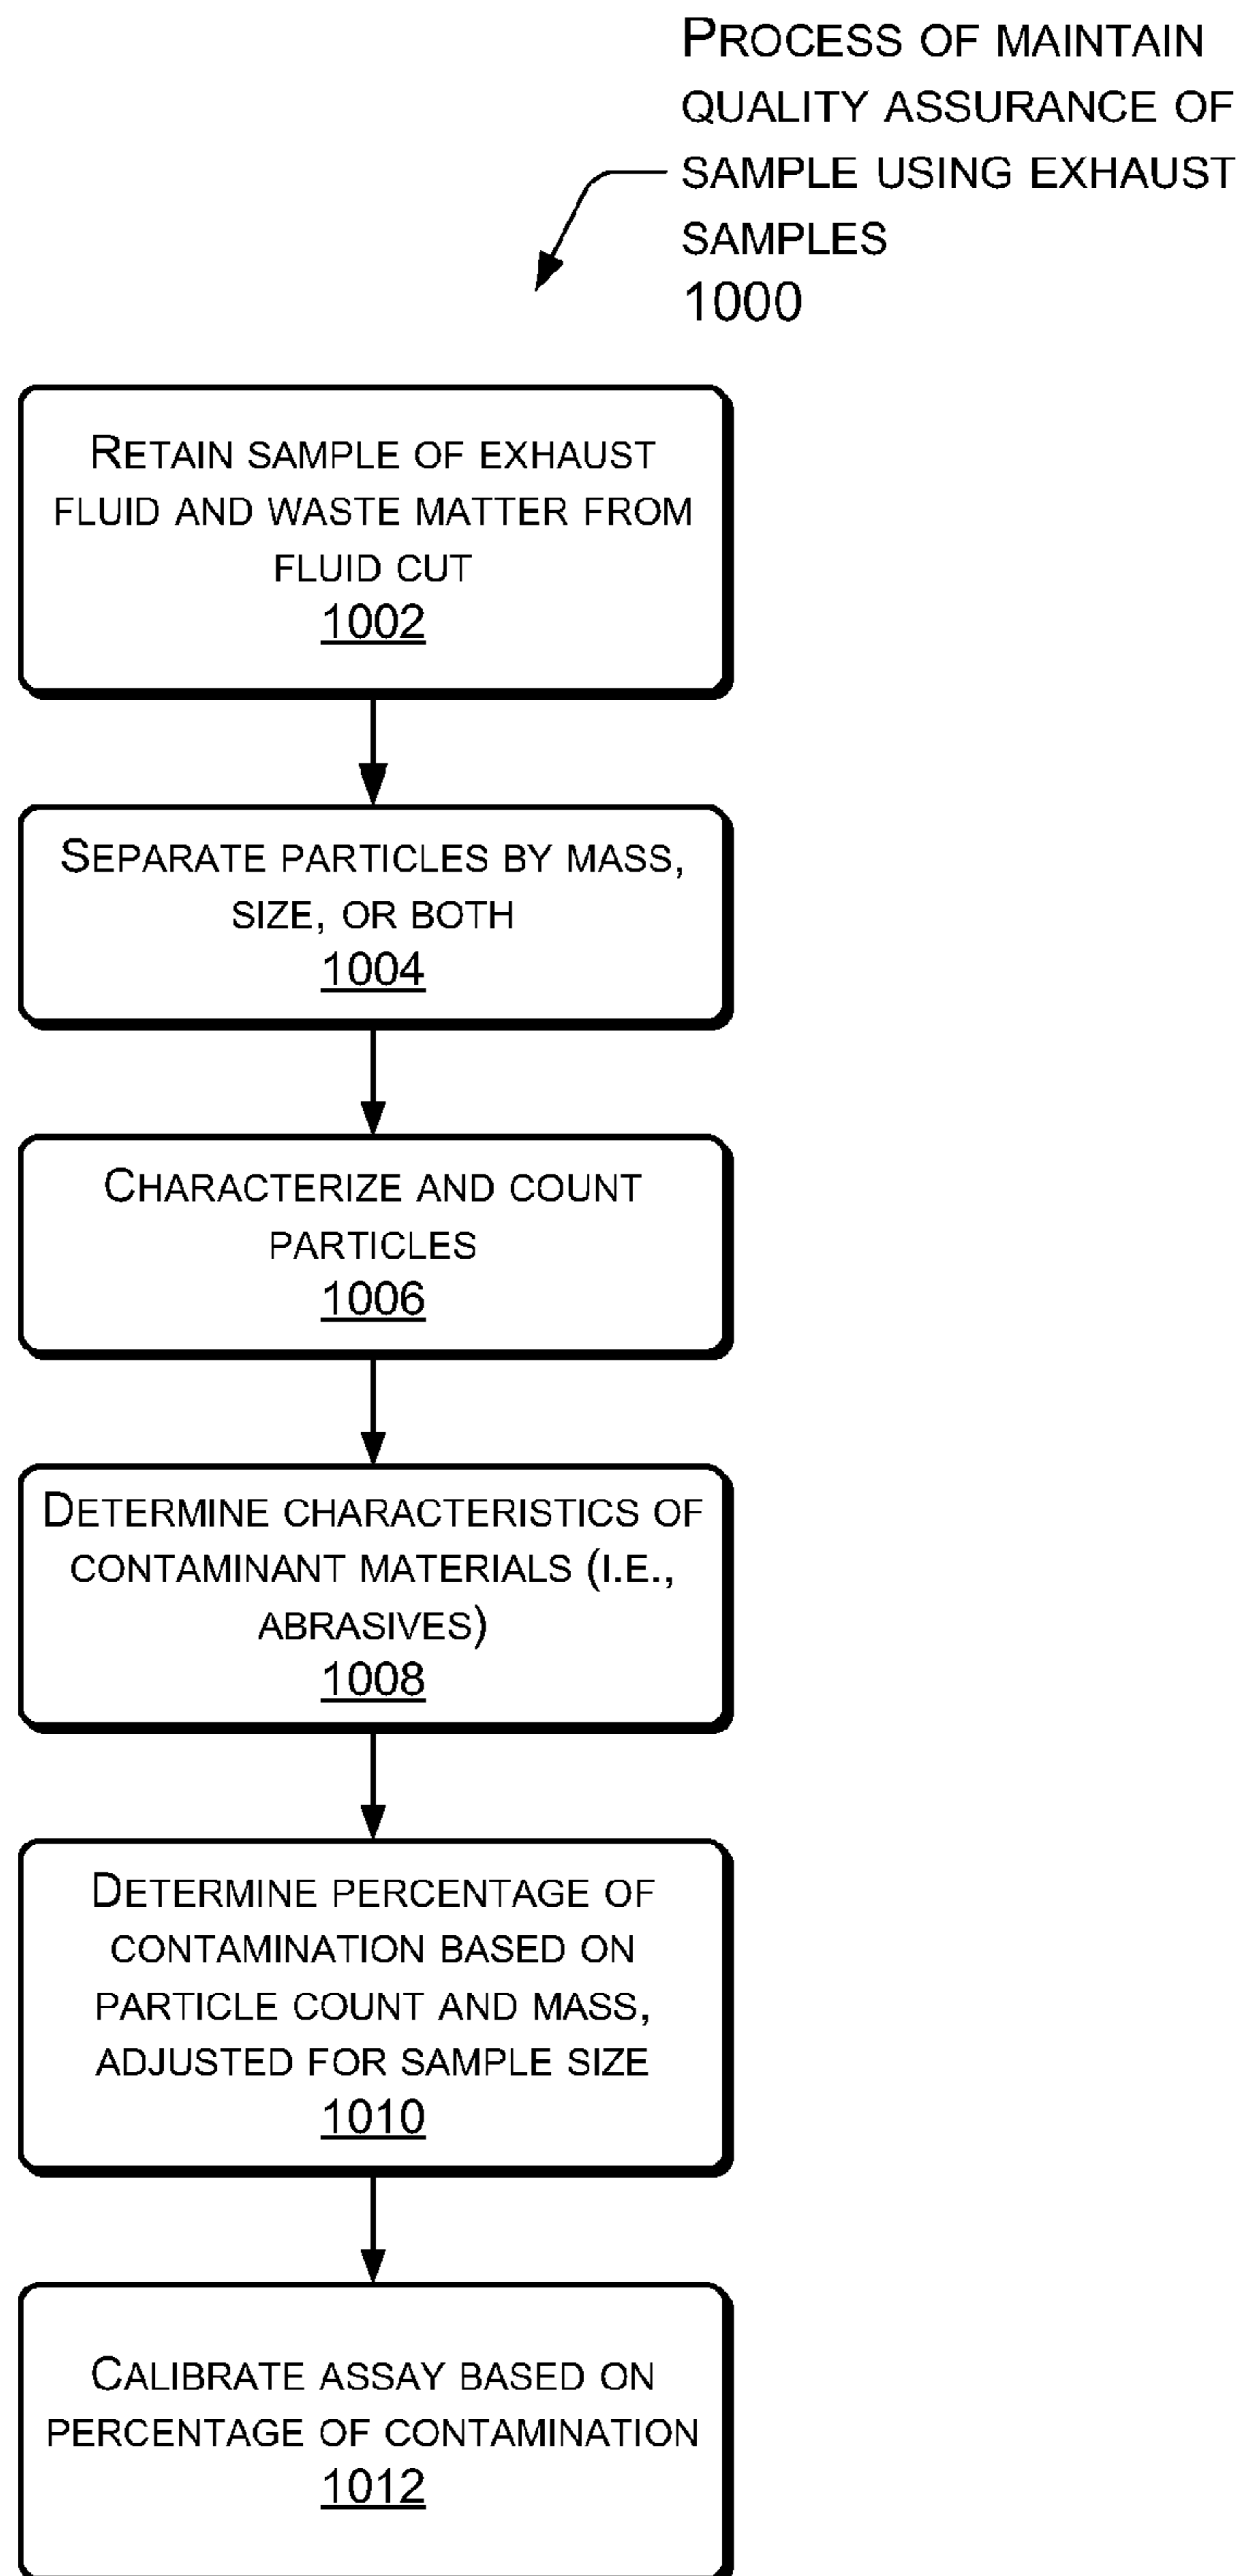 PROCESS OF MAINTAIN
QUALITY ASSURANCE OF
SAMPLE USING EXHAUST
SAMPLES
1000
RETAIN SAMPLE OF EXHAUST
FLUID AND WASTE MATTER FROM
FLUID CUT
1002
SEPARATE PARTICLES BY MASS,
SIZE, OR BOTH
1004
CHARACTERIZE AND COUNT
PARTICLES
1006
DETERMINE CHARACTERISTICS OF
CONTAMINANT MATERIALS (I.E.,
ABRASIVES)
1008
DETERMINE PERCENTAGE OF
CONTAMINATION BASED ON
PARTICLE COUNT AND MASS,
ADJUSTED FOR SAMPLE SIZE
1010
CALIBRATE ASSAY BASED ON
PERCENTAGE OF CONTAMINATION
1012